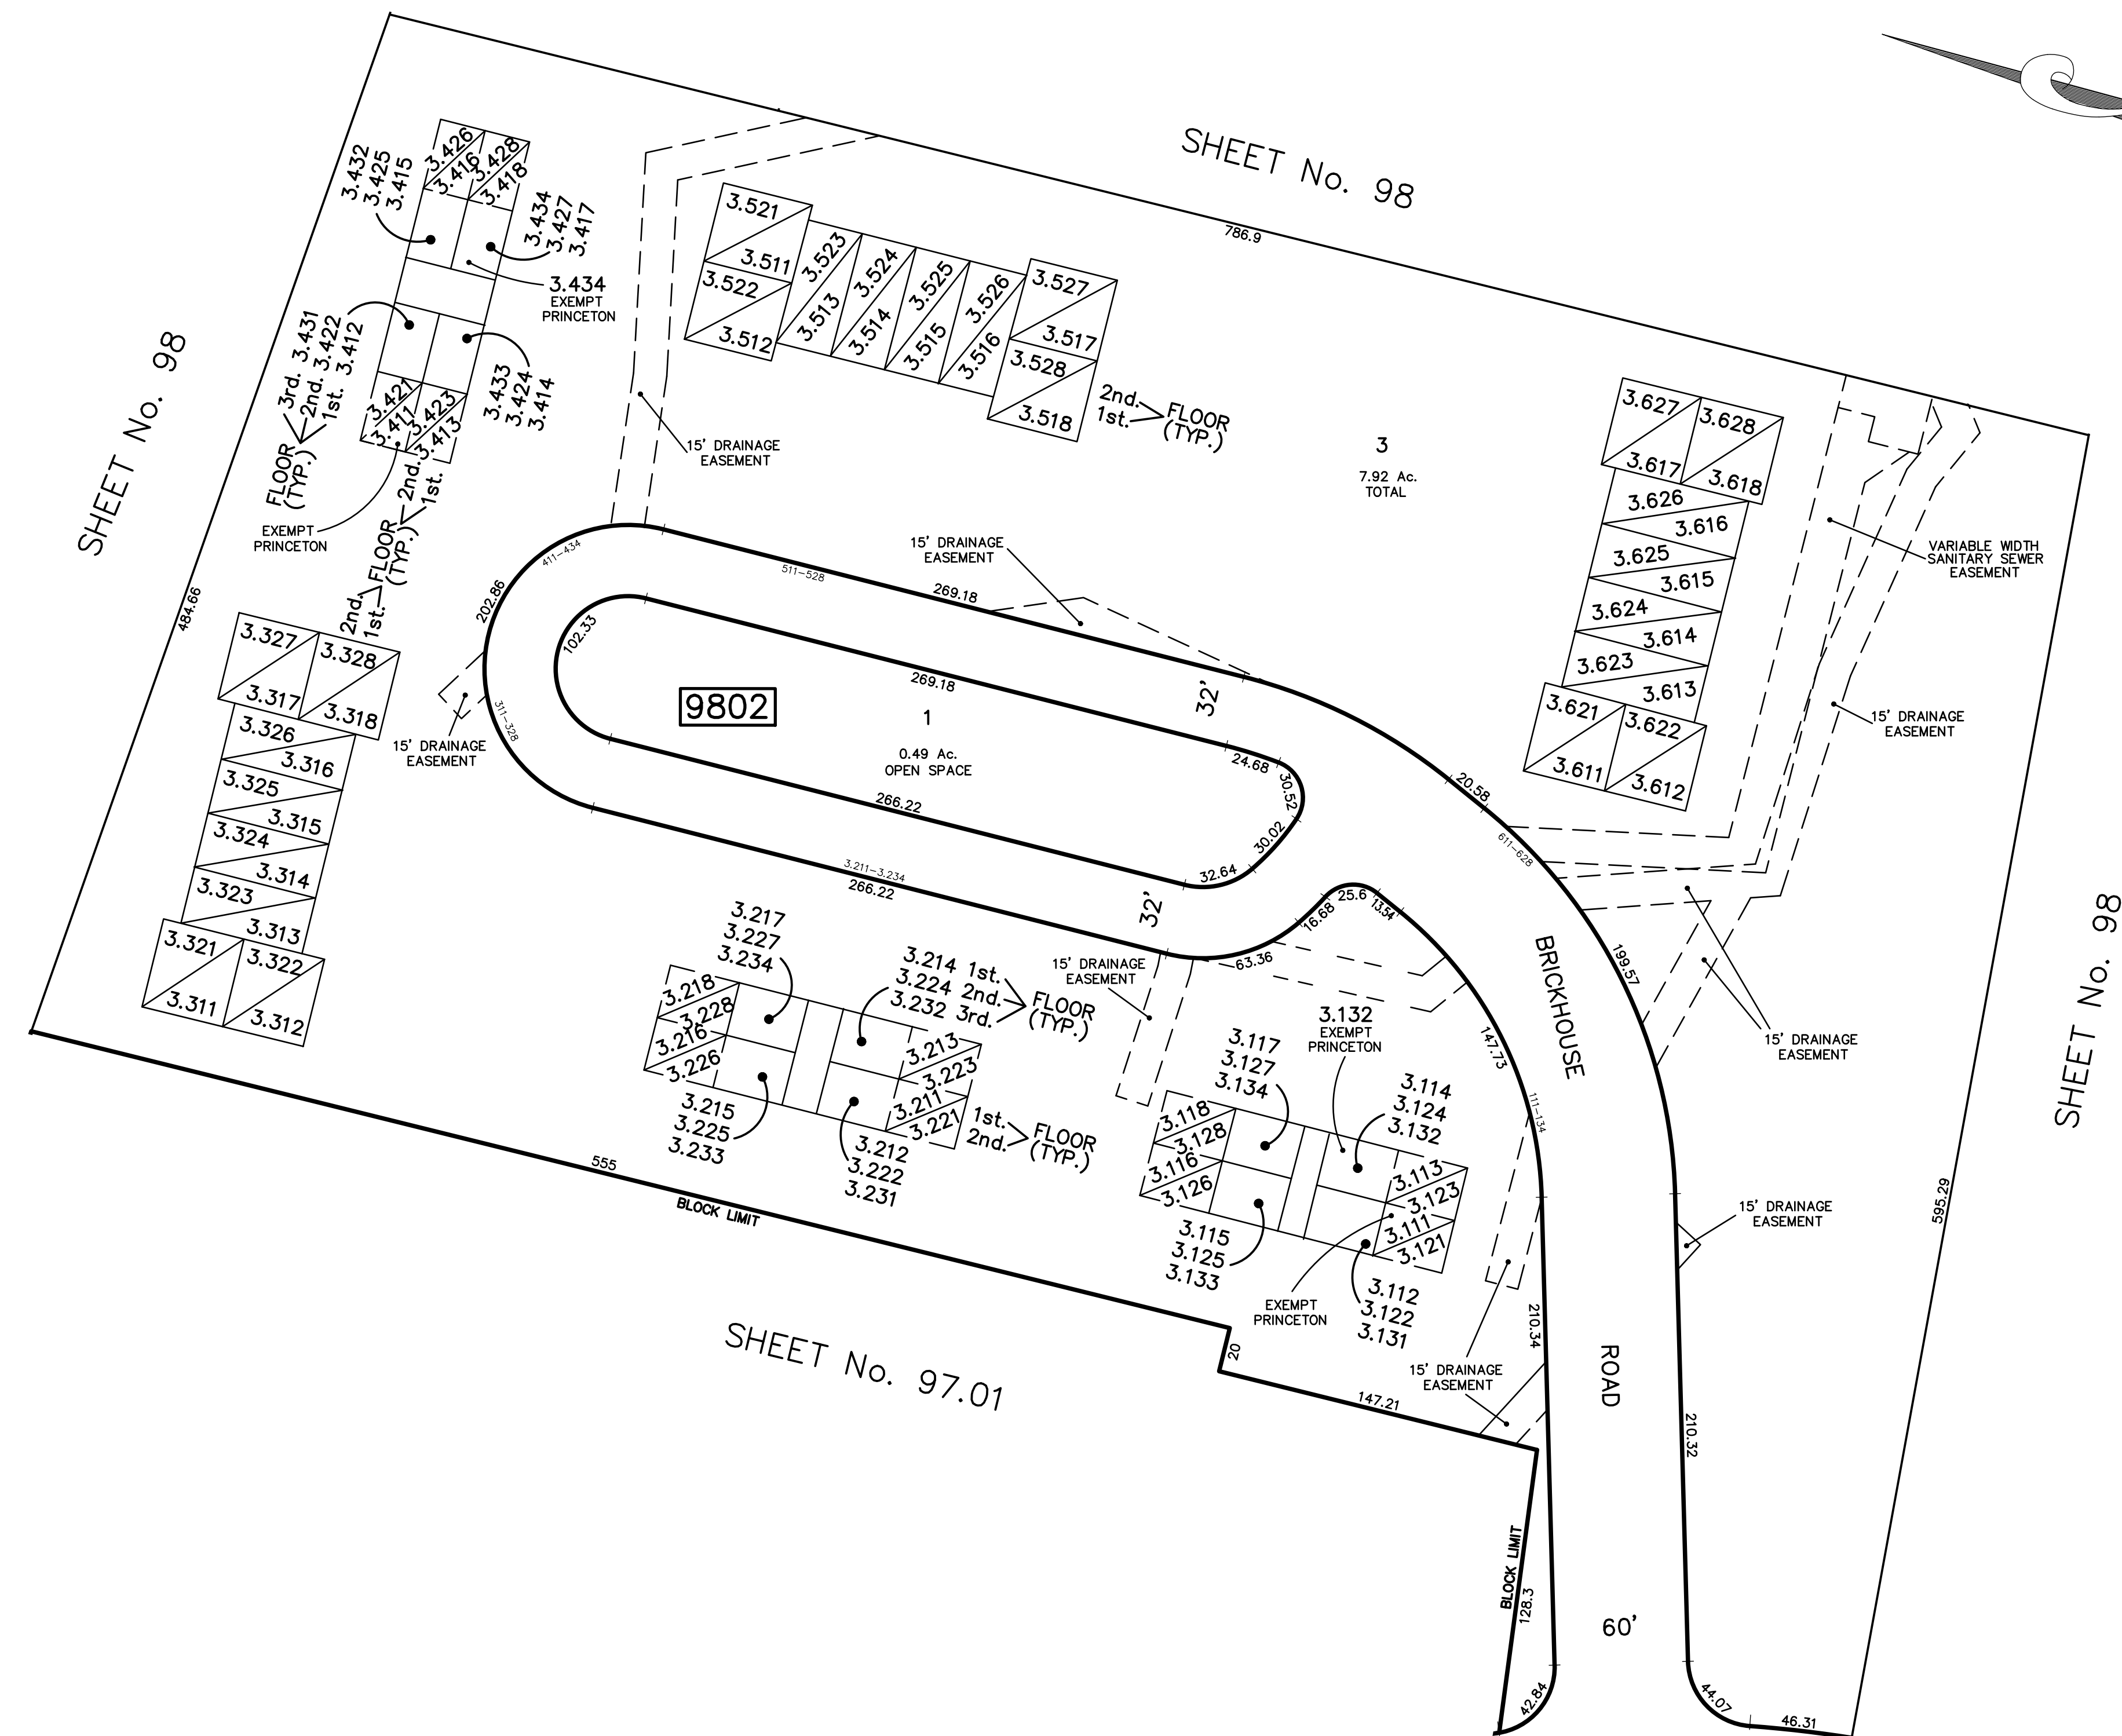 SHEET No. 98
786.9
3.426
3.416
3.428
3.418
3.432
3.425
3.415
3.434
3.427
3.417
3.434
EXEMPT
PRINCETON
3rd. 3.431
2nd. 3.422
1st. 3.412
FLOOR
(TYP.)
3.433
3.424
3.414
3.421
3.411
3.423
3.413
2nd.
1st.
FLOOR
(TYP.)
2nd.
1st.
EXEMPT
PRINCETON
SHEET No. 98
484.66
3.521
3.511
3.522
3.512
3.523
3.513
3.524
3.514
3.525
3.515
3.526
3.516
3.527
3.517
3.528
3.518
2nd.
1st.
FLOOR
(TYP.)
15' DRAINAGE
EASEMENT
3
7.92 Ac.
TOTAL
3.627
3.617
3.628
3.618
3.626
3.616
3.625
3.615
3.624
3.614
3.623
3.613
3.621
3.611
3.622
3.612
VARIABLE WIDTH
SANITARY SEWER
EASEMENT
15' DRAINAGE
EASEMENT
15' DRAINAGE
EASEMENT
411-434
511-528
269.18
202.86
102.33
269.18
32'
9802
1
0.49 Ac.
OPEN SPACE
24.68
30.52
30.02
32.64
266.22
311-328
15' DRAINAGE
EASEMENT
3.211-3.234
266.22
32'
20.58
611-628
199.57
25.6
13.54
16.68
63.36
147.73
111-134
BRICKHOUSE
ROAD
3.327
3.317
3.328
3.318
3.326
3.316
3.325
3.315
3.324
3.314
3.323
3.313
3.321
3.311
3.322
3.312
3.217
3.227
3.234
3.218
3.228
3.216
3.226
3.214 1st.
3.224 2nd.
3.232 3rd.
FLOOR
(TYP.)
3.213
3.223
3.211
3.221
1st.
2nd.
FLOOR
(TYP.)
3.215
3.225
3.233
3.212
3.222
3.231
15' DRAINAGE
EASEMENT
3.117
3.127
3.134
3.132
EXEMPT
PRINCETON
3.114
3.124
3.132
3.118
3.128
3.116
3.126
3.113
3.123
3.111
3.121
3.115
3.125
3.133
EXEMPT
PRINCETON
3.112
3.122
3.131
15' DRAINAGE
EASEMENT
15' DRAINAGE
EASEMENT
15' DRAINAGE
EASEMENT
SHEET No. 98
595.29
555
BLOCK LIMIT
SHEET No. 97.01
20
147.21
210.34
210.32
BLOCK LIMIT
128.3
60'
42.84
44.07
46.31